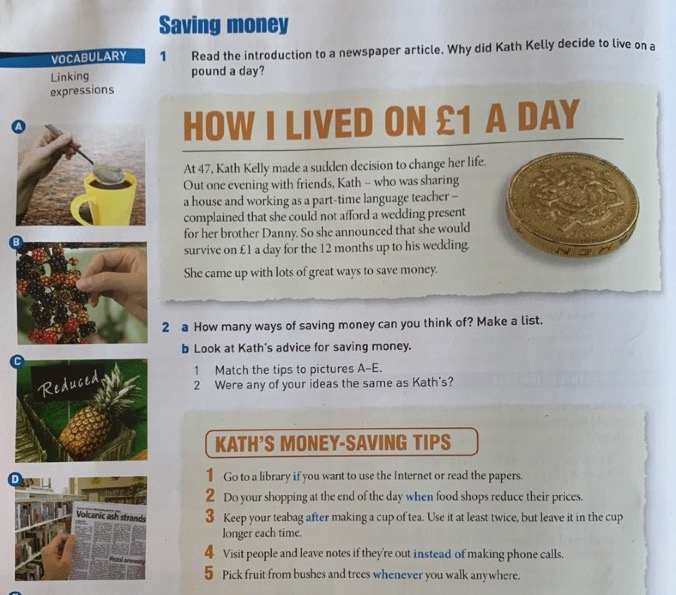 Saving money
VOCABULARY
Linking
expressions
1 Read the introduction to a newspaper article. Why did Kath Kelly decide to live on a
pound a day?
A
HOW I LIVED ON £1 A DAY
At 47, Kath Kelly made a sudden decision to change her life.
Out one evening with friends, Kath – who was sharing
a house and working as a part-time language teacher –
complained that she could not afford a wedding present
for her brother Danny. So she announced that she would
survive on £1 a day for the 12 months up to his wedding.
She came up with lots of great ways to save money.
B
2 a How many ways of saving money can you think of? Make a list.
b Look at Kath's advice for saving money.
1 Match the tips to pictures A–E.
2 Were any of your ideas the same as Kath's?
C
Reduced
KATH'S MONEY-SAVING TIPS
1 Go to a library if you want to use the Internet or read the papers.
2 Do your shopping at the end of the day when food shops reduce their prices.
3 Keep your teabag after making a cup of tea. Use it at least twice, but leave it in the cup
longer each time.
4 Visit people and leave notes if they're out instead of making phone calls.
5 Pick fruit from bushes and trees whenever you walk anywhere.
D
Volcanic ash strands